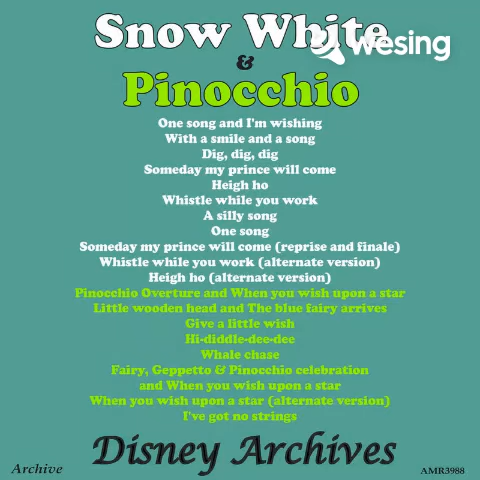 Snow White
Wesing
&
Pinocchio
One song and I'm wishing
With a smile and a song
Dig, dig, dig
Someday my prince will come
Heigh ho
Whistle while you work
A silly song
One song
Someday my prince will come (reprise and finale)
Whistle while you work (alternate version)
Heigh ho (alternate version)
Pinocchio Overture and When you wish upon a star
Little wooden head and The blue fairy arrives
Give a little wish
Hi-diddle-dee-dee
Whale chase
Fairy, Geppetto & Pinocchio celebration
and When you wish upon a star
When you wish upon a star (alternate version)
I've got no strings
Disney Archives
Archive
AMR3988